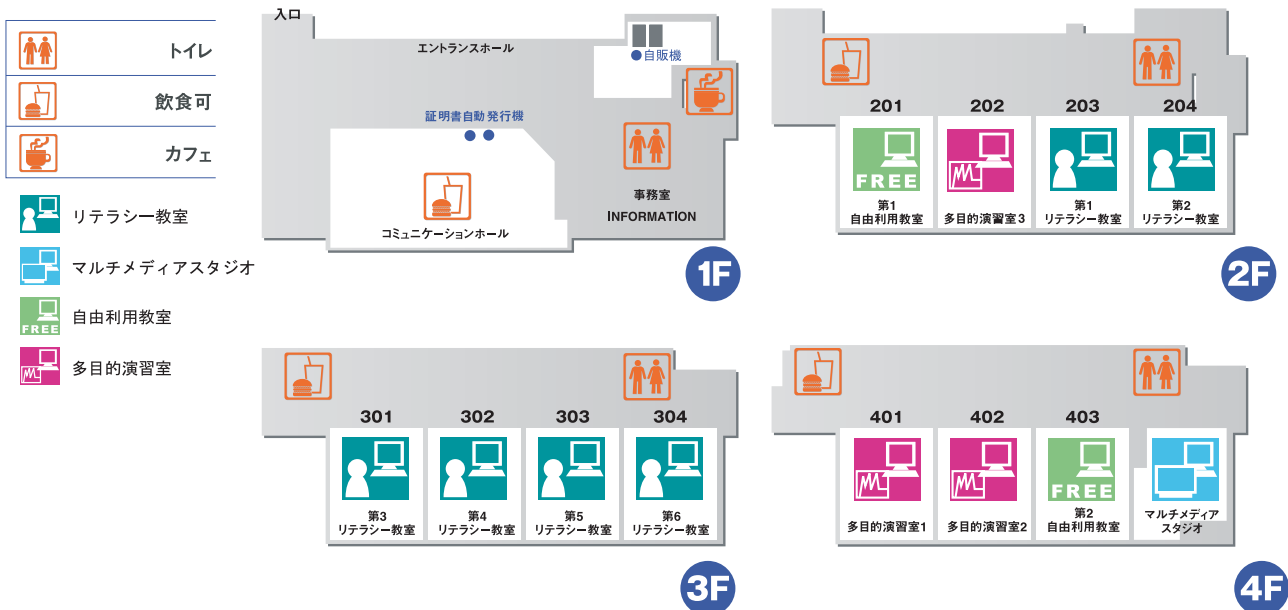 トイレ
飲食可
カフェ
リテラシー教室
マルチメディアスタジオ
FREE
自由利用教室
多目的演習室
入口
エントランスホール
自販機
証明書自動発行機
事務室
INFORMATION
コミュニケーションホール
1F
201
202
203
204
FREE
第1
自由利用教室
多目的演習室3
第1
リテラシー教室
第2
リテラシー教室
2F
301
302
303
304
第3
リテラシー教室
第4
リテラシー教室
第5
リテラシー教室
第6
リテラシー教室
3F
401
402
403
FREE
多目的演習室1
多目的演習室2
第2
自由利用教室
マルチメディア
スタジオ
4F